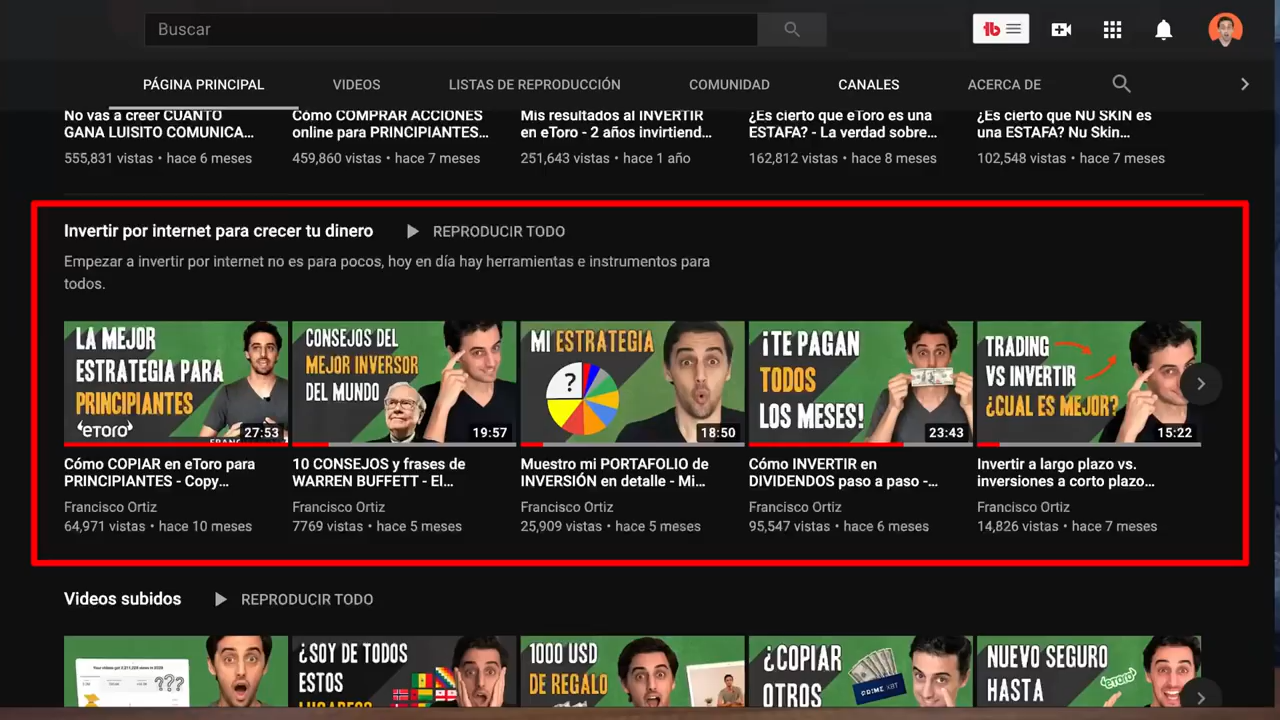 Buscar
PÁGINA PRINCIPAL
VIDEOS
LISTAS DE REPRODUCCIÓN
COMUNIDAD
CANALES
ACERCA DE
No vas a creer CUÁNTO
GANA LUISITO COMUNICA...
555,831 vistas • hace 6 meses
Cómo COMPRAR ACCIONES
online para PRINCIPIANTES...
459,860 vistas • hace 7 meses
Mis resultados al INVERTIR
en eToro - 2 años invirtiend...
251,643 vistas • hace 1 año
¿Es cierto que eToro es una
ESTAFA? - La verdad sobre...
162,812 vistas • hace 8 meses
¿Es cierto que NU SKIN es
una ESTAFA? Nu Skin...
102,548 vistas • hace 7 meses
Invertir por internet para crecer tu dinero
REPRODUCIR TODO
Empezar a invertir por internet no es para pocos, hoy en día hay herramientas e instrumentos para
todos.
LA MEJOR
ESTRATEGIA PARA
PRINCIPIANTES
eToro
27:53
Cómo COPIAR en eToro para
PRINCIPIANTES - Copy...
Francisco Ortiz
64,971 vistas • hace 10 meses
CONSEJOS DEL
MEJOR INVERSOR
DEL MUNDO
19:57
10 CONSEJOS y frases de
WARREN BUFFETT - El...
Francisco Ortiz
7769 vistas • hace 5 meses
MI ESTRATEGIA
?
18:50
Muestro mi PORTAFOLIO de
INVERSIÓN en detalle - Mi...
Francisco Ortiz
25,909 vistas • hace 5 meses
¡TE PAGAN
TODOS
LOS MESES!
23:43
Cómo INVERTIR en
DIVIDENDOS paso a paso -...
Francisco Ortiz
95,547 vistas • hace 6 meses
TRADING
VS INVERTIR
¿CUAL ES MEJOR?
15:22
Invertir a largo plazo vs.
inversiones a corto plazo...
Francisco Ortiz
14,826 vistas • hace 7 meses
Videos subidos
REPRODUCIR TODO
???
¿SOY DE TODOS
ESTOS
LUGARES?
1000 USD
DE REGALO
¿COPIAR
OTROS
PRIME XBT
NUEVO SEGURO
HASTA
eToro